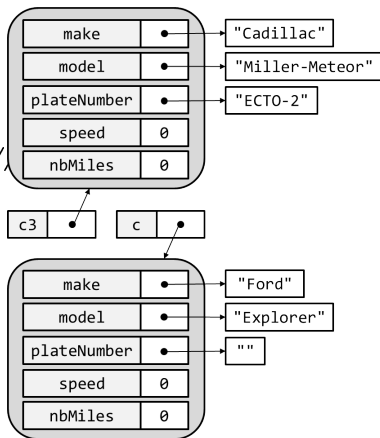 make "Cadillac"
model "Miller-Meteor"
plateNumber "ECTO-2"
speed 0
nbMiles 0
c3 c
make "Ford"
model "Explorer"
plateNumber ""
speed 0
nbMiles 0